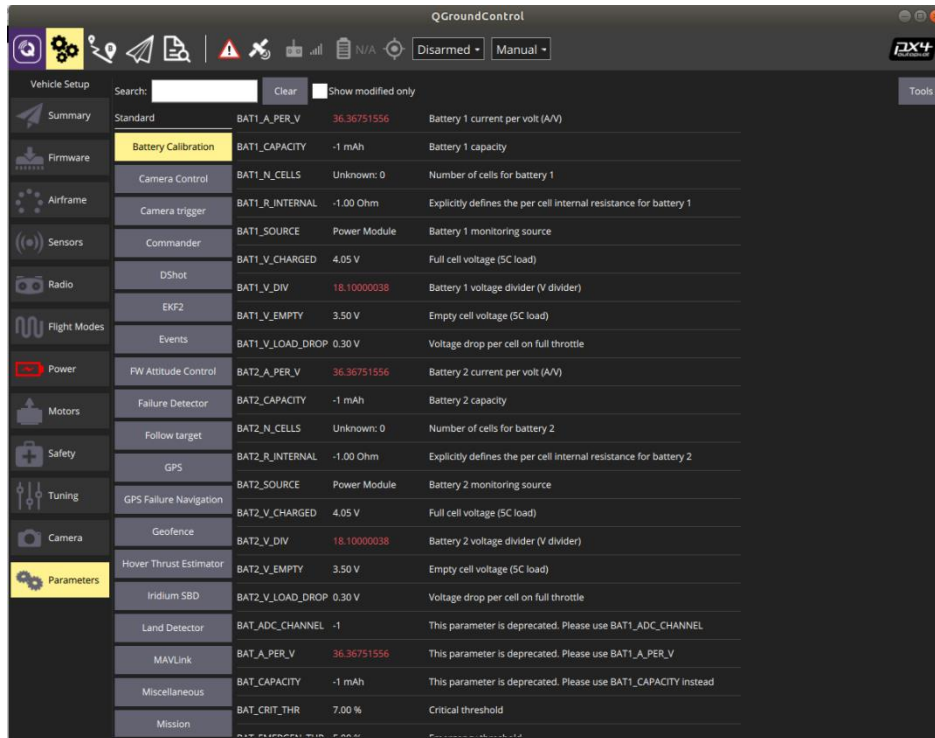 QGroundControl
N/A
Disarmed
Manual
px4
autopilot
Vehicle Setup
Summary
Firmware
Airframe
Sensors
Radio
Flight Modes
Power
Motors
Safety
Tuning
Camera
Parameters
Search:
Clear
Show modified only
Tools
Standard
Battery Calibration
Camera Control
Camera trigger
Commander
DShot
EKF2
Events
FW Attitude Control
Failure Detector
Follow target
GPS
GPS Failure Navigation
Geofence
Hover Thrust Estimator
Iridium SBD
Land Detector
MAVLink
Miscellaneous
Mission
BAT1_A_PER_V 36.36751556 Battery 1 current per volt (A/V)
BAT1_CAPACITY -1 mAh Battery 1 capacity
BAT1_N_CELLS Unknown: 0 Number of cells for battery 1
BAT1_R_INTERNAL -1.00 Ohm Explicitly defines the per cell internal resistance for battery 1
BAT1_SOURCE Power Module Battery 1 monitoring source
BAT1_V_CHARGED 4.05 V Full cell voltage (5C load)
BAT1_V_DIV 18.10000038 Battery 1 voltage divider (V divider)
BAT1_V_EMPTY 3.50 V Empty cell voltage (5C load)
BAT1_V_LOAD_DROP 0.30 V Voltage drop per cell on full throttle
BAT2_A_PER_V 36.36751556 Battery 2 current per volt (A/V)
BAT2_CAPACITY -1 mAh Battery 2 capacity
BAT2_N_CELLS Unknown: 0 Number of cells for battery 2
BAT2_R_INTERNAL -1.00 Ohm Explicitly defines the per cell internal resistance for battery 2
BAT2_SOURCE Power Module Battery 2 monitoring source
BAT2_V_CHARGED 4.05 V Full cell voltage (5C load)
BAT2_V_DIV 18.10000038 Battery 2 voltage divider (V divider)
BAT2_V_EMPTY 3.50 V Empty cell voltage (5C load)
BAT2_V_LOAD_DROP 0.30 V Voltage drop per cell on full throttle
BAT_ADC_CHANNEL -1 This parameter is deprecated. Please use BAT1_ADC_CHANNEL
BAT_A_PER_V 36.36751556 This parameter is deprecated. Please use BAT1_A_PER_V
BAT_CAPACITY -1 mAh This parameter is deprecated. Please use BAT1_CAPACITY instead
BAT_CRIT_THR 7.00 % Critical threshold